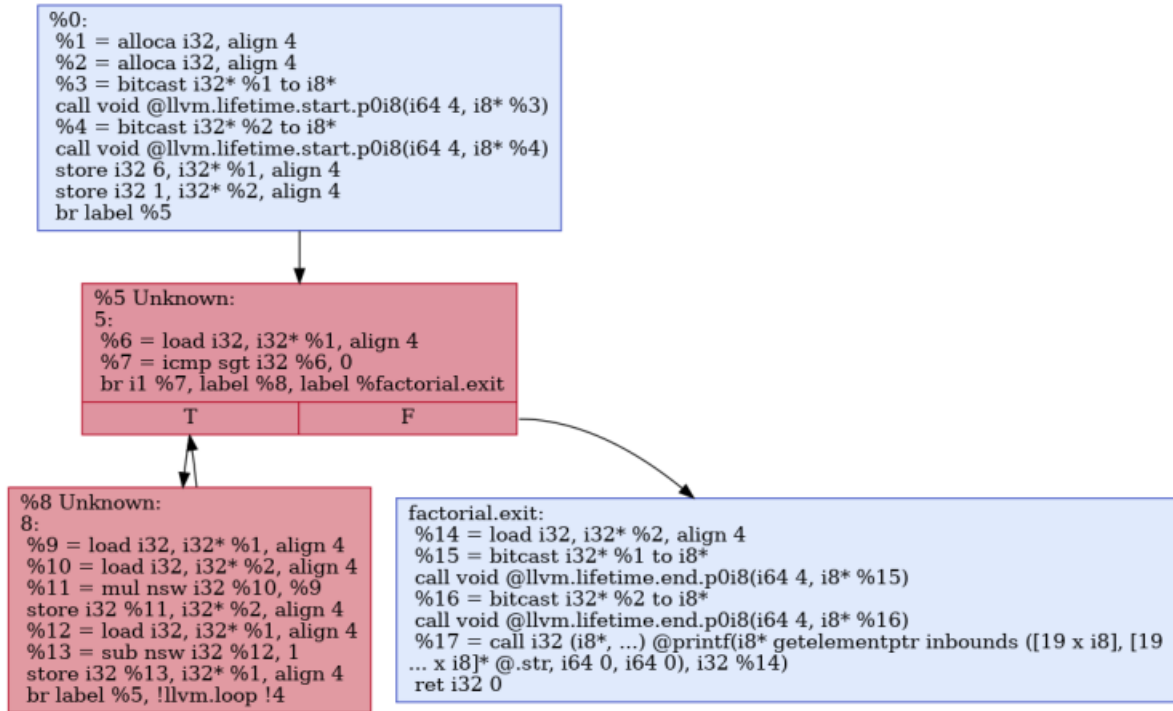 %0:
%1 = alloca i32, align 4
%2 = alloca i32, align 4
%3 = bitcast i32* %1 to i8*
call void @llvm.lifetime.start.p0i8(i64 4, i8* %3)
%4 = bitcast i32* %2 to i8*
call void @llvm.lifetime.start.p0i8(i64 4, i8* %4)
store i32 6, i32* %1, align 4
store i32 1, i32* %2, align 4
br label %5
%5 Unknown:
5:
%6 = load i32, i32* %1, align 4
%7 = icmp sgt i32 %6, 0
br i1 %7, label %8, label %factorial.exit
T
F
%8 Unknown:
8:
%9 = load i32, i32* %1, align 4
%10 = load i32, i32* %2, align 4
%11 = mul nsw i32 %10, %9
store i32 %11, i32* %2, align 4
%12 = load i32, i32* %1, align 4
%13 = sub nsw i32 %12, 1
store i32 %13, i32* %1, align 4
br label %5, !llvm.loop !4
factorial.exit:
%14 = load i32, i32* %2, align 4
%15 = bitcast i32* %1 to i8*
call void @llvm.lifetime.end.p0i8(i64 4, i8* %15)
%16 = bitcast i32* %2 to i8*
call void @llvm.lifetime.end.p0i8(i64 4, i8* %16)
%17 = call i32 (i8*, ...) @printf(i8* getelementptr inbounds ([19 x i8], [19
... x i8]* @.str, i64 0, i64 0), i32 %14)
ret i32 0